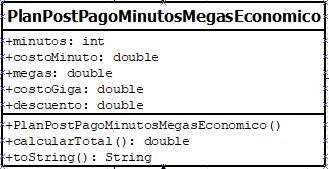 PlanPostPagoMinutosMegasEconomico
+minutos: int
+costoMinuto: double
+megas: double
+costoGiga: double
+descuento: double
+PlanPostPagoMinutosMegasEconomico()
+calcularTotal(): double
+toString(): String